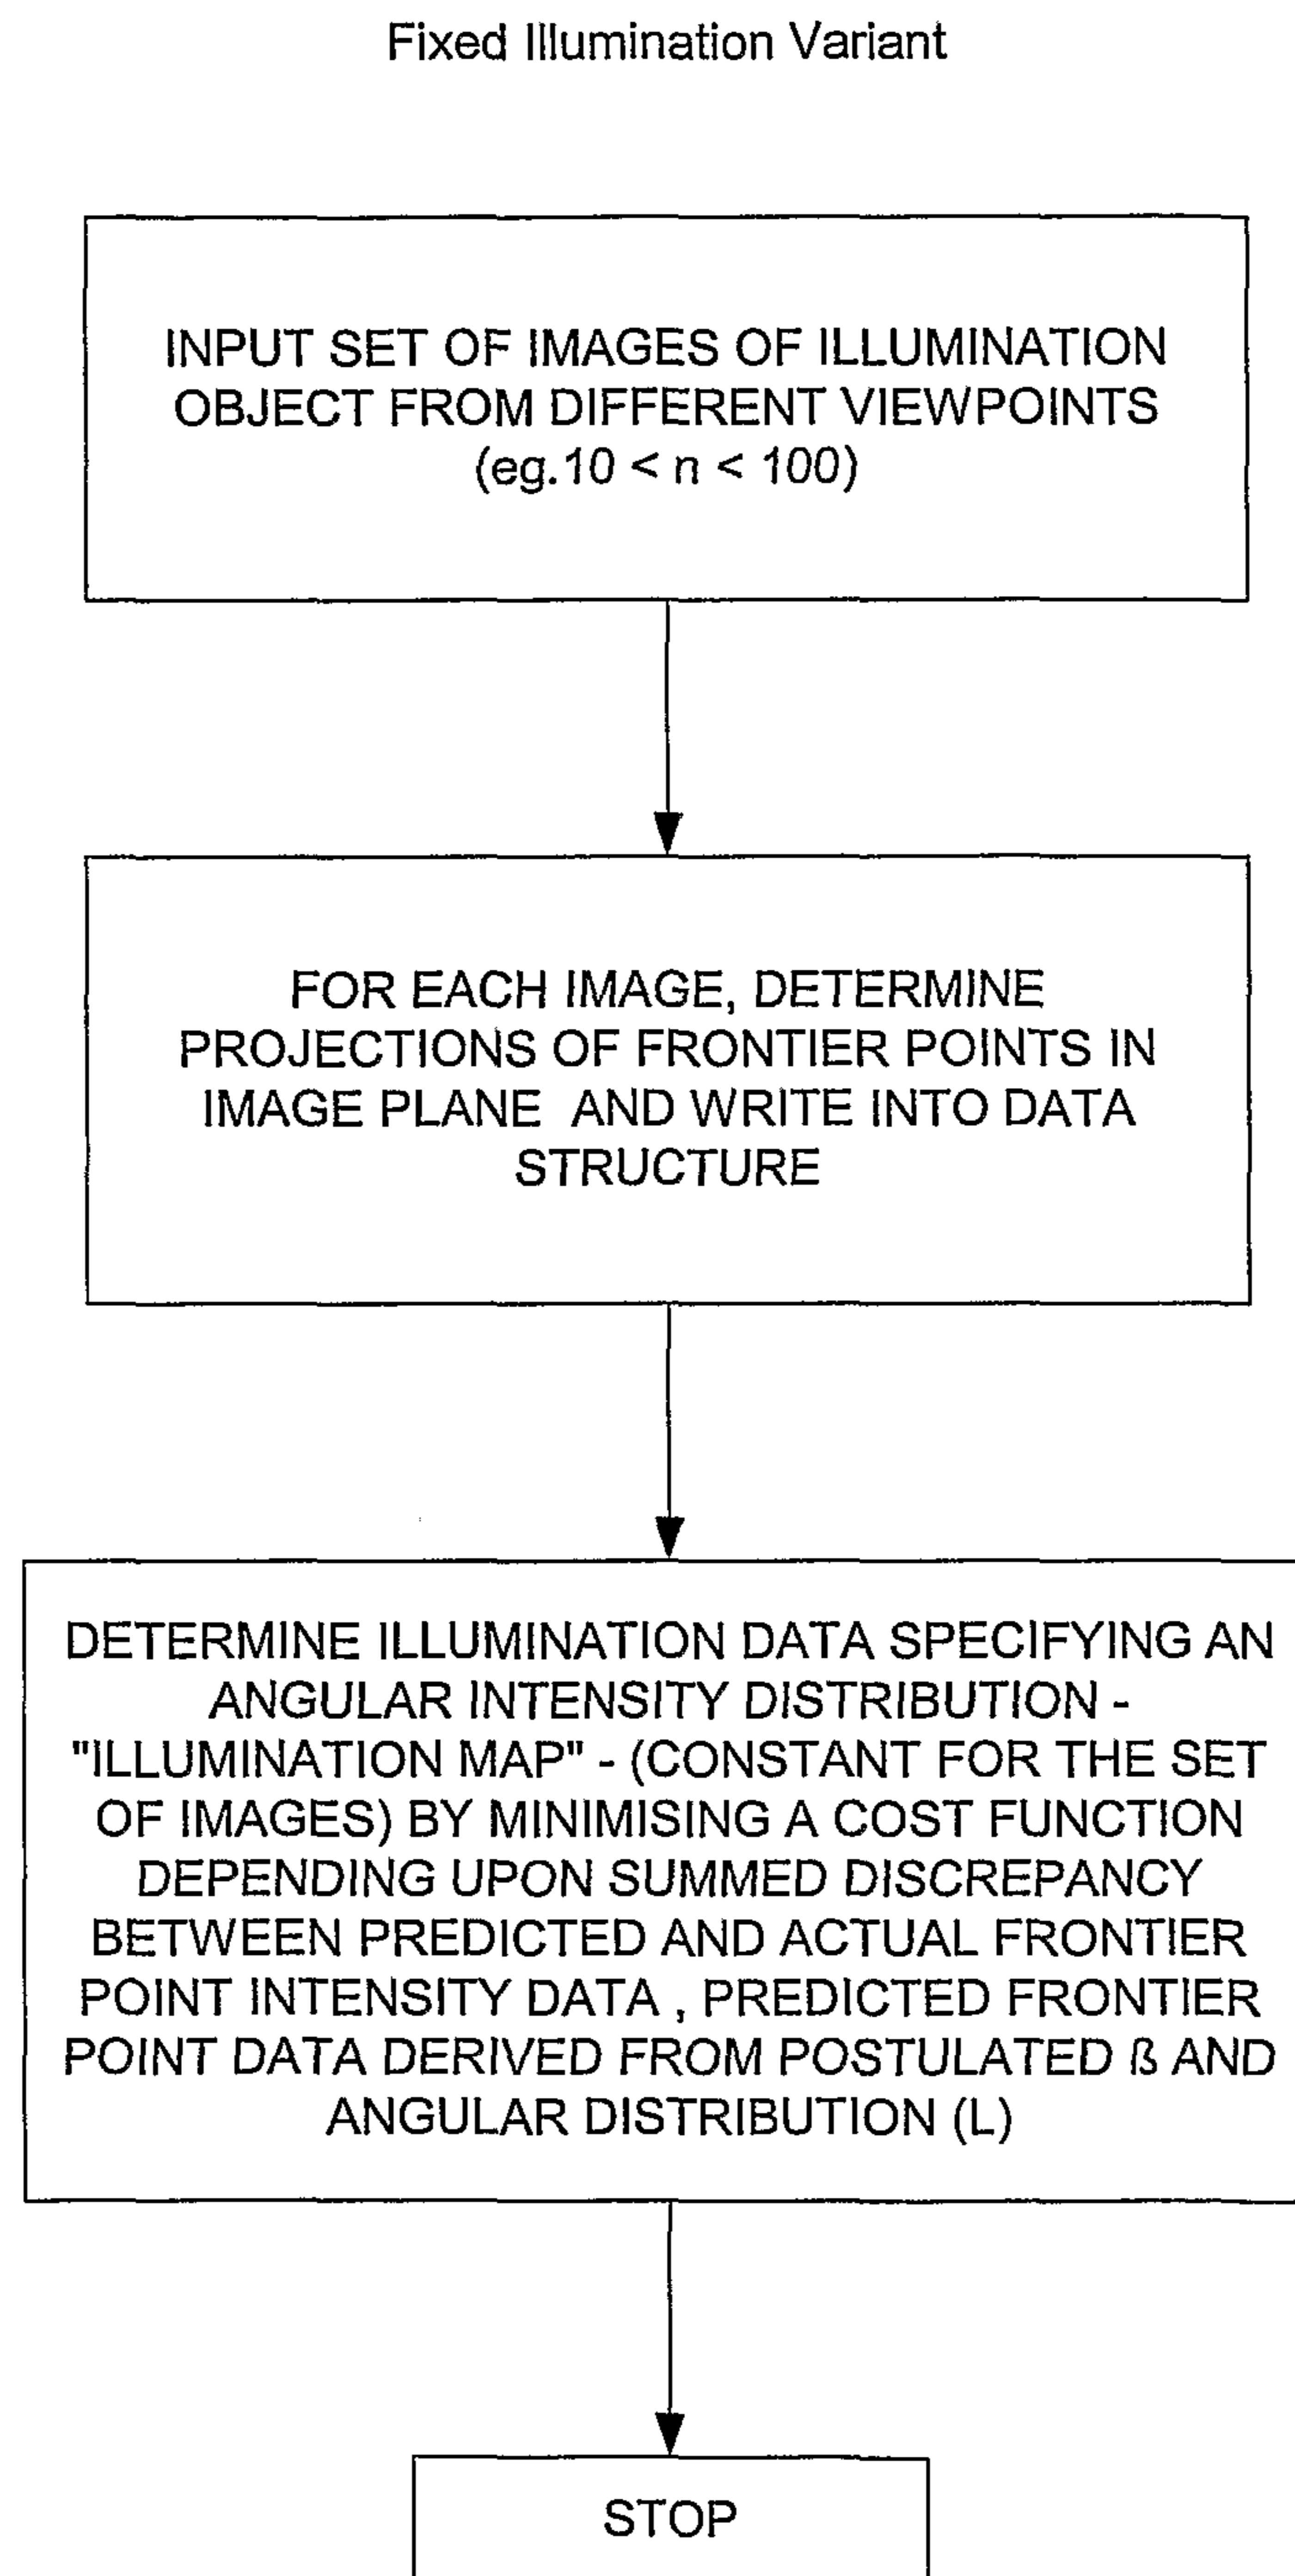 Fixed Illumination Variant
INPUT SET OF IMAGES OF ILLUMINATION
OBJECT FROM DIFFERENT VIEWPOINTS
(eg.10 < n < 100)
FOR EACH IMAGE, DETERMINE
PROJECTIONS OF FRONTIER POINTS IN
IMAGE PLANE AND WRITE INTO DATA
STRUCTURE
DETERMINE ILLUMINATION DATA SPECIFYING AN
ANGULAR INTENSITY DISTRIBUTION -
"ILLUMINATION MAP" - (CONSTANT FOR THE SET
OF IMAGES) BY MINIMISING A COST FUNCTION
DEPENDING UPON SUMMED DISCREPANCY
BETWEEN PREDICTED AND ACTUAL FRONTIER
POINT INTENSITY DATA , PREDICTED FRONTIER
POINT DATA DERIVED FROM POSTULATED ß AND
ANGULAR DISTRIBUTION (L)
STOP